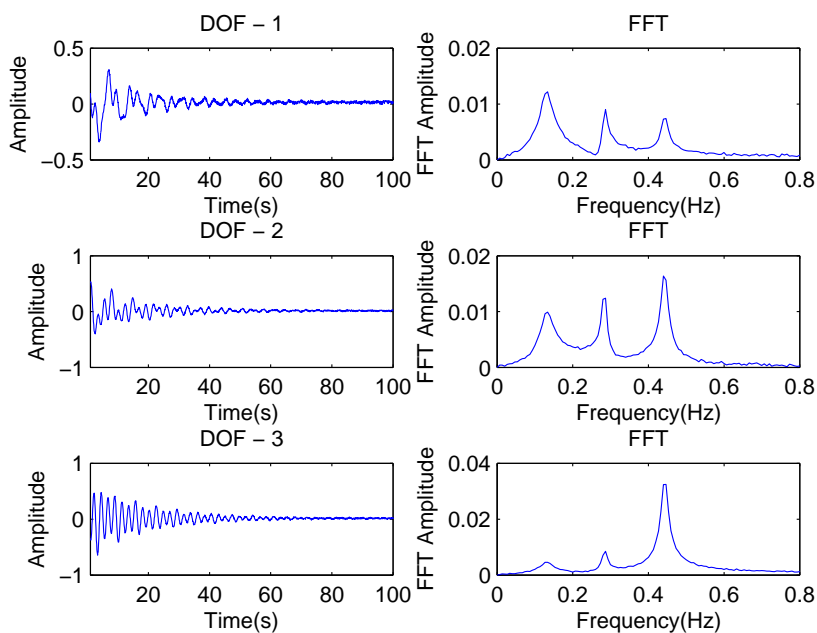 DOF − 1
FFT
Amplitude
0.5
0
−0.5
20 40 60 80 100
Time(s)
FFT Amplitude
0.02
0.01
0
0 0.2 0.4 0.6 0.8
Frequency(Hz)
DOF − 2
FFT
Amplitude
1
0
−1
20 40 60 80 100
Time(s)
FFT Amplitude
0.02
0.01
0
0 0.2 0.4 0.6 0.8
Frequency(Hz)
DOF − 3
FFT
Amplitude
1
0
−1
20 40 60 80 100
Time(s)
FFT Amplitude
0.04
0.02
0
0 0.2 0.4 0.6 0.8
Frequency(Hz)